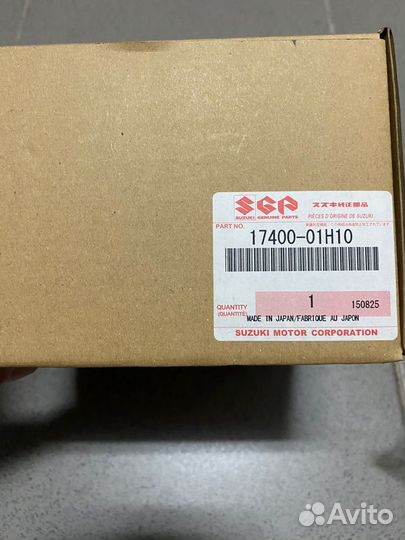 SGP
スズキ純正部品
SUZUKI GENUINE PARTS
PIÈCES D'ORIGINE DE SUZUKI
PART NO.
17400-01H10
QUANTITY
(QUANTITÉ)
1
150825
MADE IN JAPAN/FABRIQUE AU JAPON
SUZUKI MOTOR CORPORATION
Avito